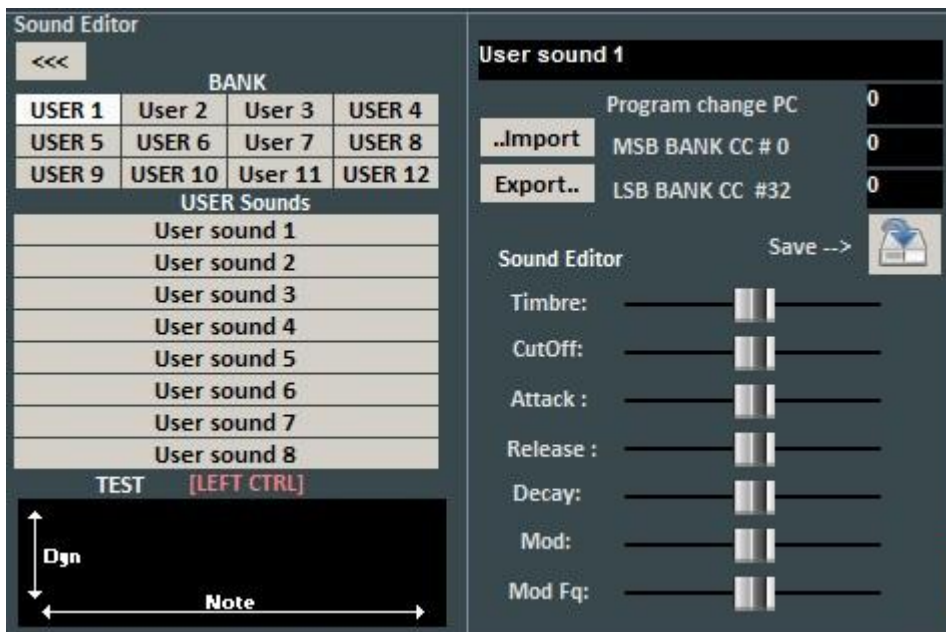 Sound Editor
<<<
BANK
USER 1 User 2 User 3 USER 4
USER 5 USER 6 User 7 USER 8
USER 9 USER 10 User 11 USER 12
USER Sounds
User sound 1
User sound 2
User sound 3
User sound 4
User sound 5
User sound 6
User sound 7
User sound 8
TEST [LEFT CTRL]
Dyn
Note
User sound 1
Program change PC 0
..Import MSB BANK CC # 0 0
Export.. LSB BANK CC #32 0
Save -->
Sound Editor
Timbre:
CutOff:
Attack :
Release :
Decay:
Mod:
Mod Fq: